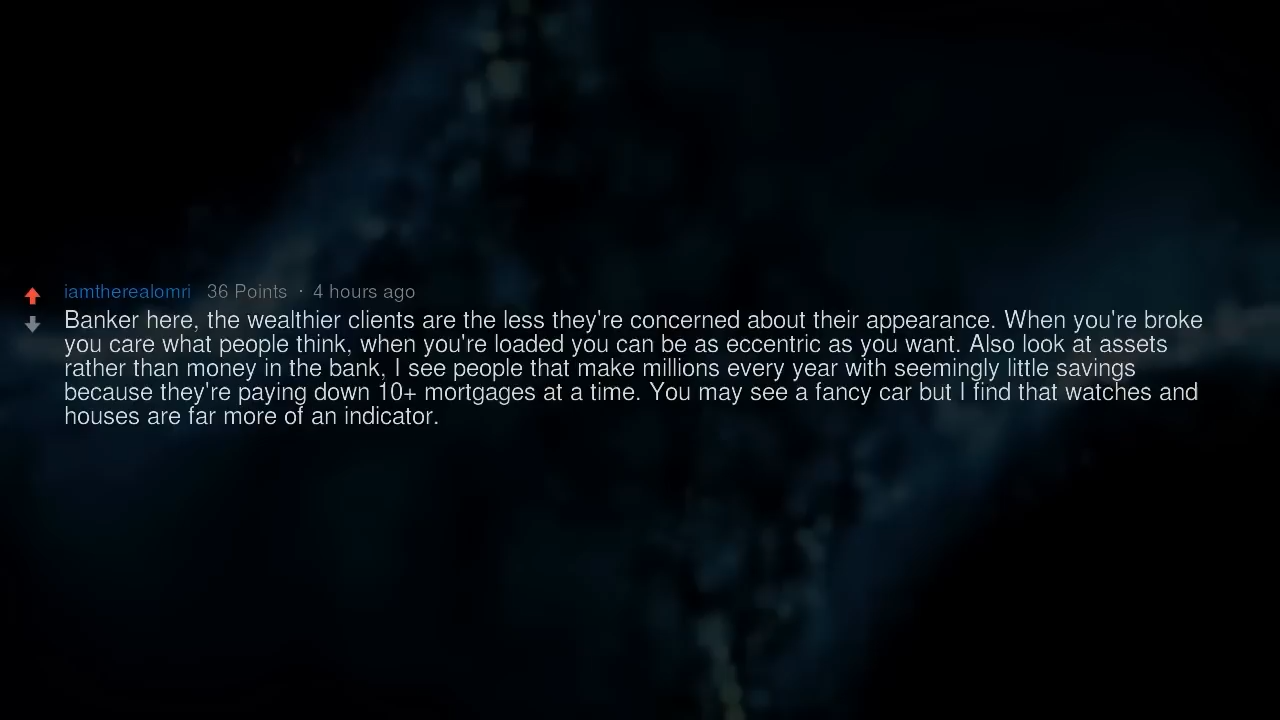 iamtherealomri 36 Points · 4 hours ago
Banker here, the wealthier clients are the less they're concerned about their appearance. When you're broke
you care what people think, when you're loaded you can be as eccentric as you want. Also look at assets
rather than money in the bank, I see people that make millions every year with seemingly little savings
because they're paying down 10+ mortgages at a time. You may see a fancy car but I find that watches and
houses are far more of an indicator.